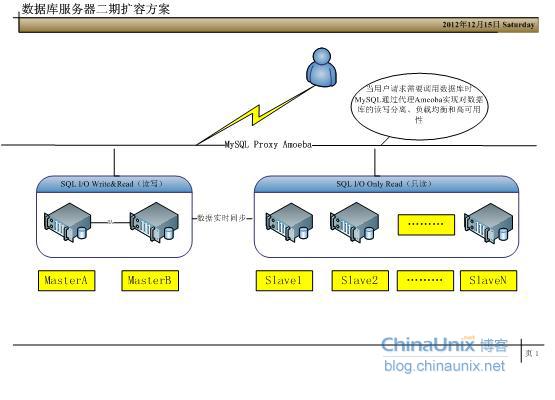 数据库服务器二期扩容方案
2012年12月15日 Saturday
当用户请求需要调用数据库时
MySQL通过代理Ameoba实现对数据
库的读写分离、负载均衡和高可用
性
MySQL Proxy Amoeba
SQL I/O Write&Read（读写）
SQL I/O Only Read（只读）
数据实时同步
………
MasterA
MasterB
Slave1
Slave2
………
SlaveN
ChinaUnix.net 博客
blog.chinaunix.net
页 1